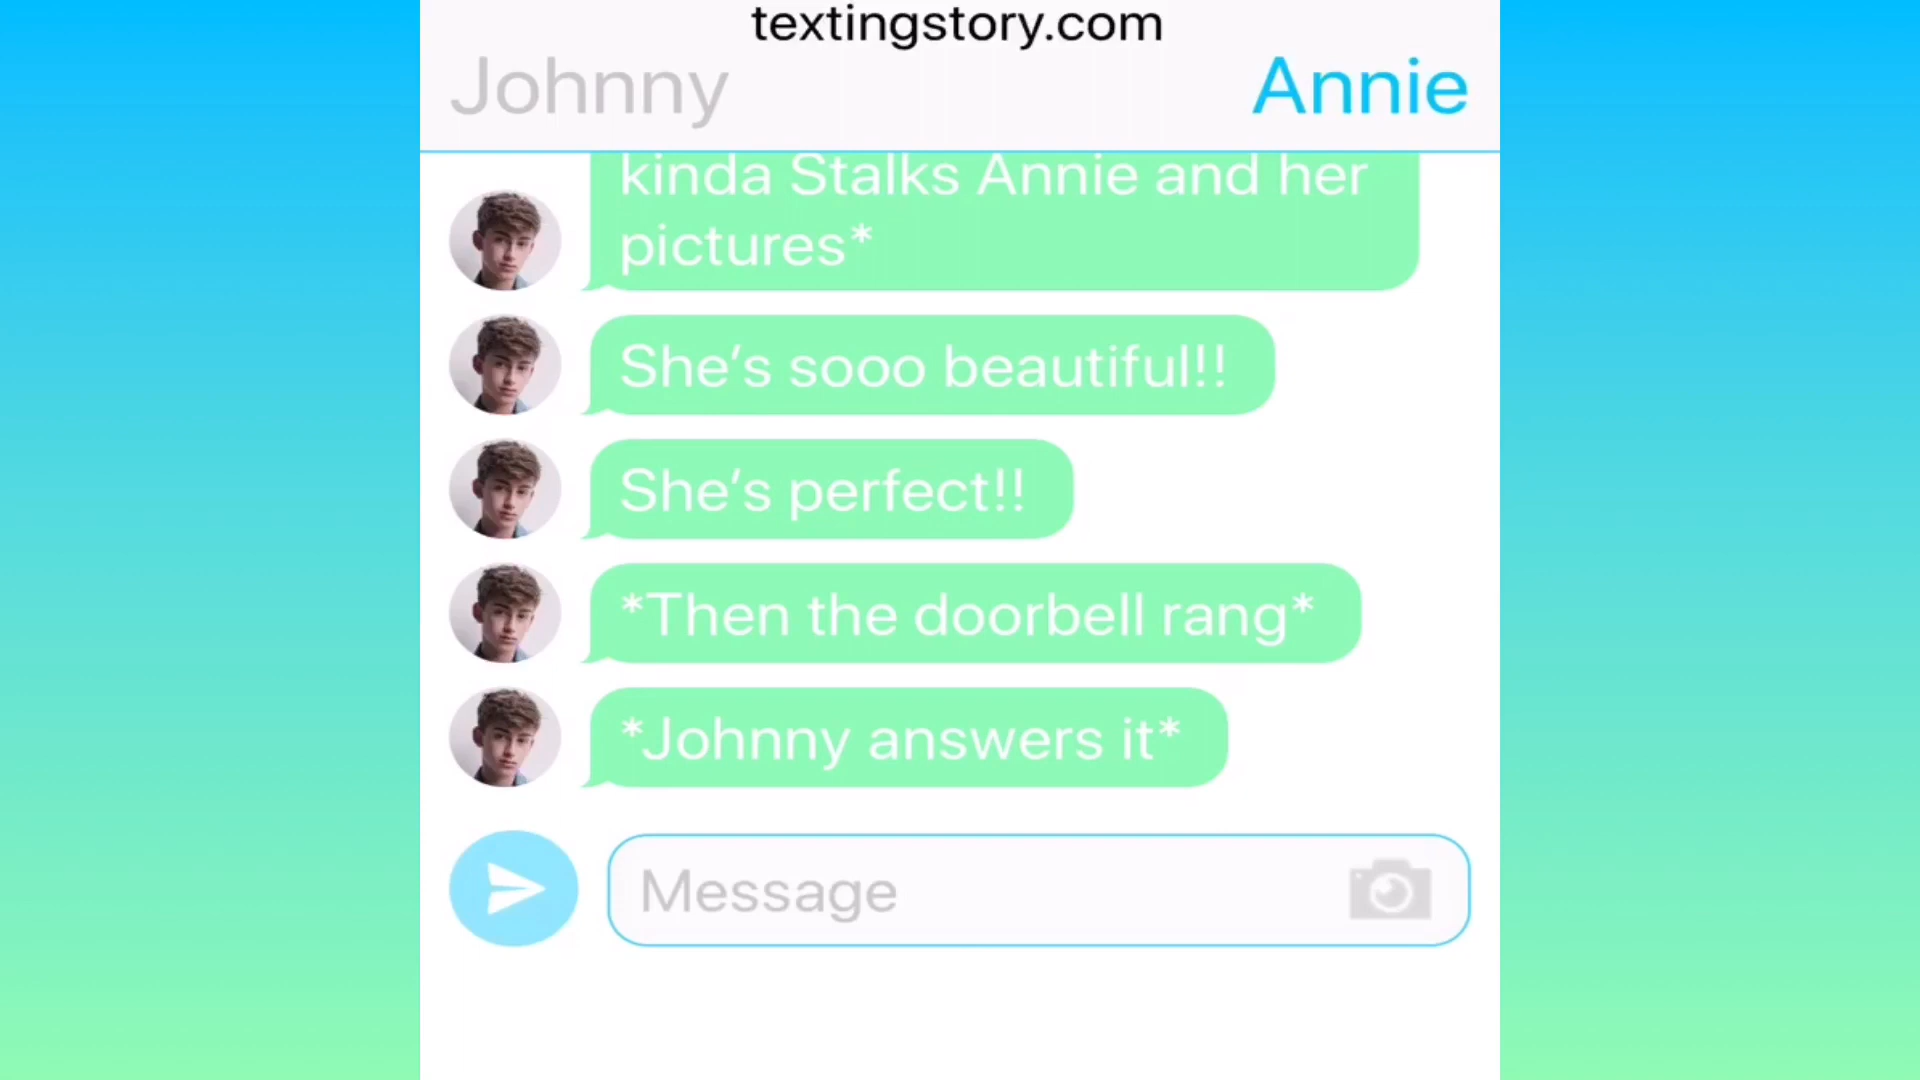 textingstory.com
Johnny
Annie
kinda Stalks Annie and her
pictures*
She's sooo beautiful!!
She's perfect!!
*Then the doorbell rang*
*Johnny answers it*
Message